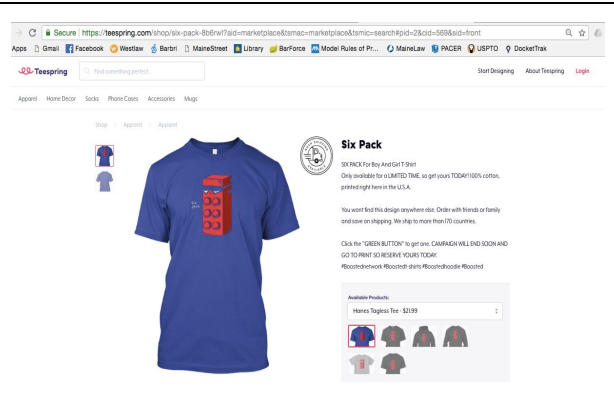 Secure | https://teespring.com/shop/six-pack-8b6rwl?aid=marketplace&tsmac=marketplace&tsmic=search#pid=2&cid=569&sid=front
Apps Gmail Facebook Westlaw Barbri MaineStreet Library BarForce Model Rules of Pr... MaineLaw PACER USPTO DocketTrak
Teespring Find something perfect Start Designing About Teespring Login
Apparel Home Decor Socks Phone Cases Accessories Mugs
Shop Apparel Apparel
Six Pack
SIX PACK For Boy And Girl T-Shirt
Only available for a LIMITED TIME, so get yours TODAY!100% cotton,
printed right here in the U.S.A.
You wont find this design anywhere else. Order with friends or family
and save on shipping. We ship to more than 170 countries.
Click the "GREEN BUTTON" to get one. CAMPAIGN WILL END SOON AND
GO TO PRINT SO RESERVE YOURS TODAY.
#Boostednetwork #Boostedt-shirts #Boostedhoodie #Boosted
Available Products:
Hanes Tagless Tee - $21.99